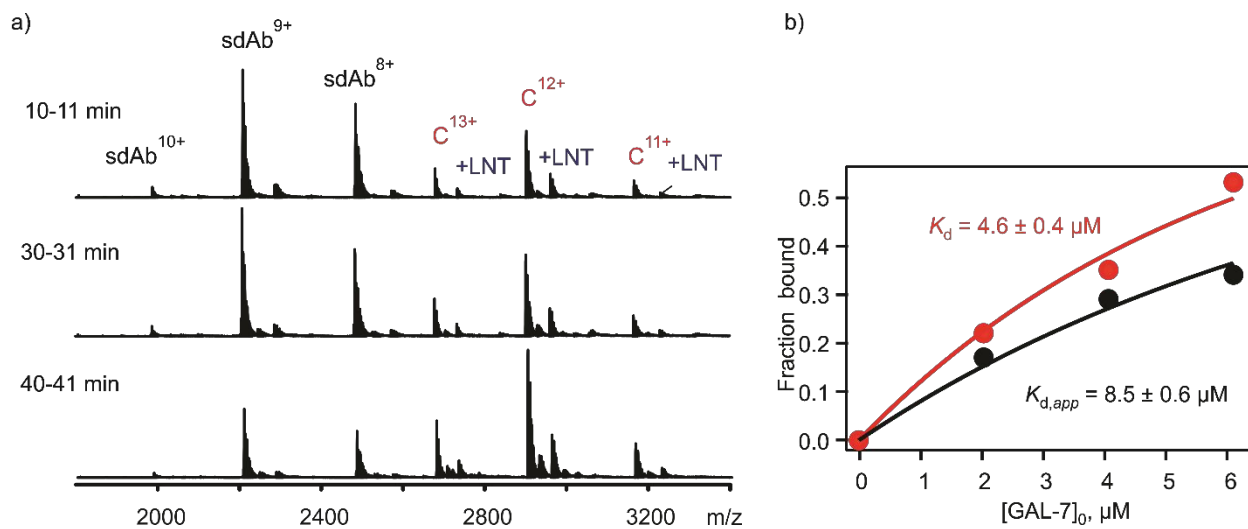 a)
sdAb9+
sdAb8+
C12+
10-11 min
C13+
+LNT
+LNT
C11+
+LNT
sdAb10+
30-31 min
40-41 min
2000 2400 2800 3200 m/z
b)
Fraction bound
0.5
0.4
0.3
0.2
0.1
0.0
Kd = 4.6 ± 0.4 µM
Kd,app = 8.5 ± 0.6 µM
0 1 2 3 4 5 6
[GAL-7]0, µM